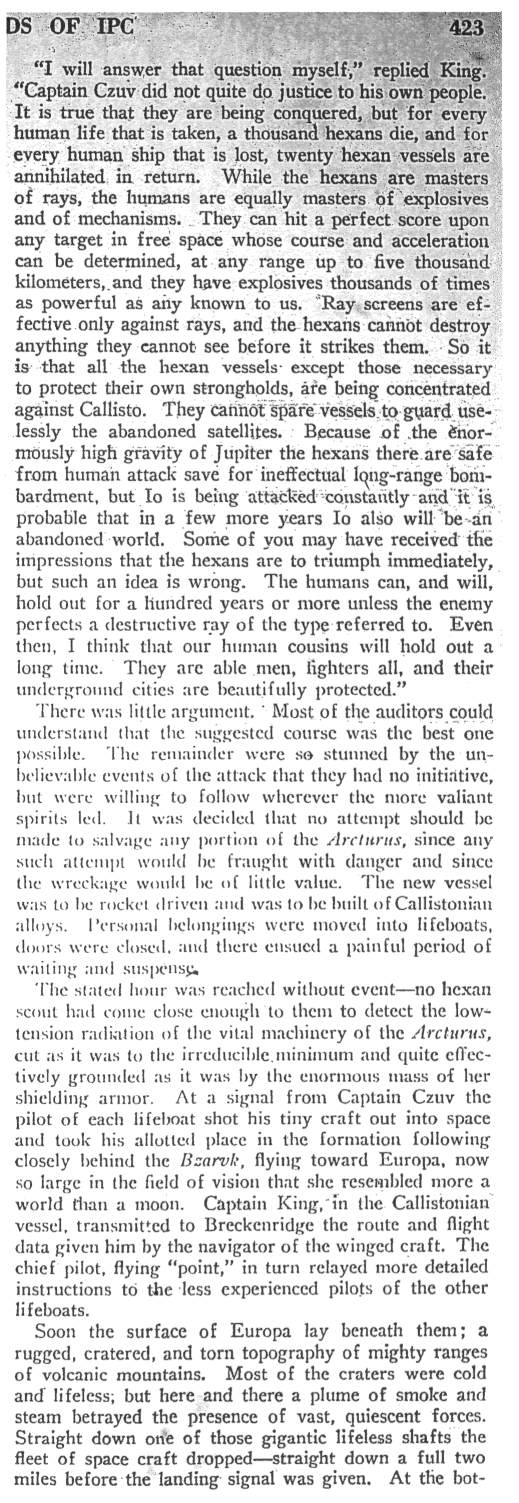 DS OF IPC 423
"I will answer that question myself," replied King.
"Captain Czuv did not quite do justice to his own people.
It is true that they are being conquered, but for every
human life that is taken, a thousand hexans die, and for
every human ship that is lost, twenty hexan vessels are
annihilated in return. While the hexans are masters
of rays, the humans are equally masters of explosives
and of mechanisms. They can hit a perfect score upon
any target in free space whose course and acceleration
can be determined, at any range up to five thousand
kilometers, and they have explosives thousands of times
as powerful as any known to us. Ray screens are ef-
fective only against rays, and the hexans cannot destroy
anything they cannot see before it strikes them. So it
is that all the hexan vessels except those necessary
to protect their own strongholds, are being concentrated
against Callisto. They cannot spare vessels to guard use-
lessly the abandoned satellites. Because of the enor-
mously high gravity of Jupiter the hexans there are safe
from human attack save for ineffectual long-range bom-
bardment, but Io is being attacked constantly and it is
probable that in a few more years Io also will be an
abandoned world. Some of you may have received the
impressions that the hexans are to triumph immediately,
but such an idea is wrong. The humans can, and will,
hold out for a hundred years or more unless the enemy
perfects a destructive ray of the type referred to. Even
then, I think that our human cousins will hold out a
long time. They are able men, fighters all, and their
underground cities are beautifully protected."
There was little argument. Most of the auditors could
understand that the suggested course was the best one
possible. The remainder were so stunned by the un-
believable events of the attack that they had no initiative,
but were willing to follow wherever the more valiant
spirits led. It was decided that no attempt should be
made to salvage any portion of the Arcturus, since any
such attempt would be fraught with danger and since
the wreckage would be of little value. The new vessel
was to be rocket driven and was to be built of Callistonian
alloys. Personal belongings were moved into lifeboats,
doors were closed, and there ensued a painful period of
waiting and suspense.
The stated hour was reached without event—no hexan
scout had come close enough to them to detect the low-
tension radiation of the vital machinery of the Arcturus,
cut as it was to the irreducible minimum and quite effec-
tively grounded as it was by the enormous mass of her
shielding armor. At a signal from Captain Czuv the
pilot of each lifeboat shot his tiny craft out into space
and took his allotted place in the formation following
closely behind the Bzarvk, flying toward Europa, now
so large in the field of vision that she resembled more a
world than a moon. Captain King, in the Callistonian
vessel, transmitted to Breckenridge the route and flight
data given him by the navigator of the winged craft. The
chief pilot, flying "point," in turn relayed more detailed
instructions to the less experienced pilots of the other
lifeboats.
Soon the surface of Europa lay beneath them; a
rugged, cratered, and torn topography of mighty ranges
of volcanic mountains. Most of the craters were cold
and lifeless; but here and there a plume of smoke and
steam betrayed the presence of vast, quiescent forces.
Straight down one of those gigantic lifeless shafts the
fleet of space craft dropped—straight down a full two
miles before the landing signal was given. At the bot-